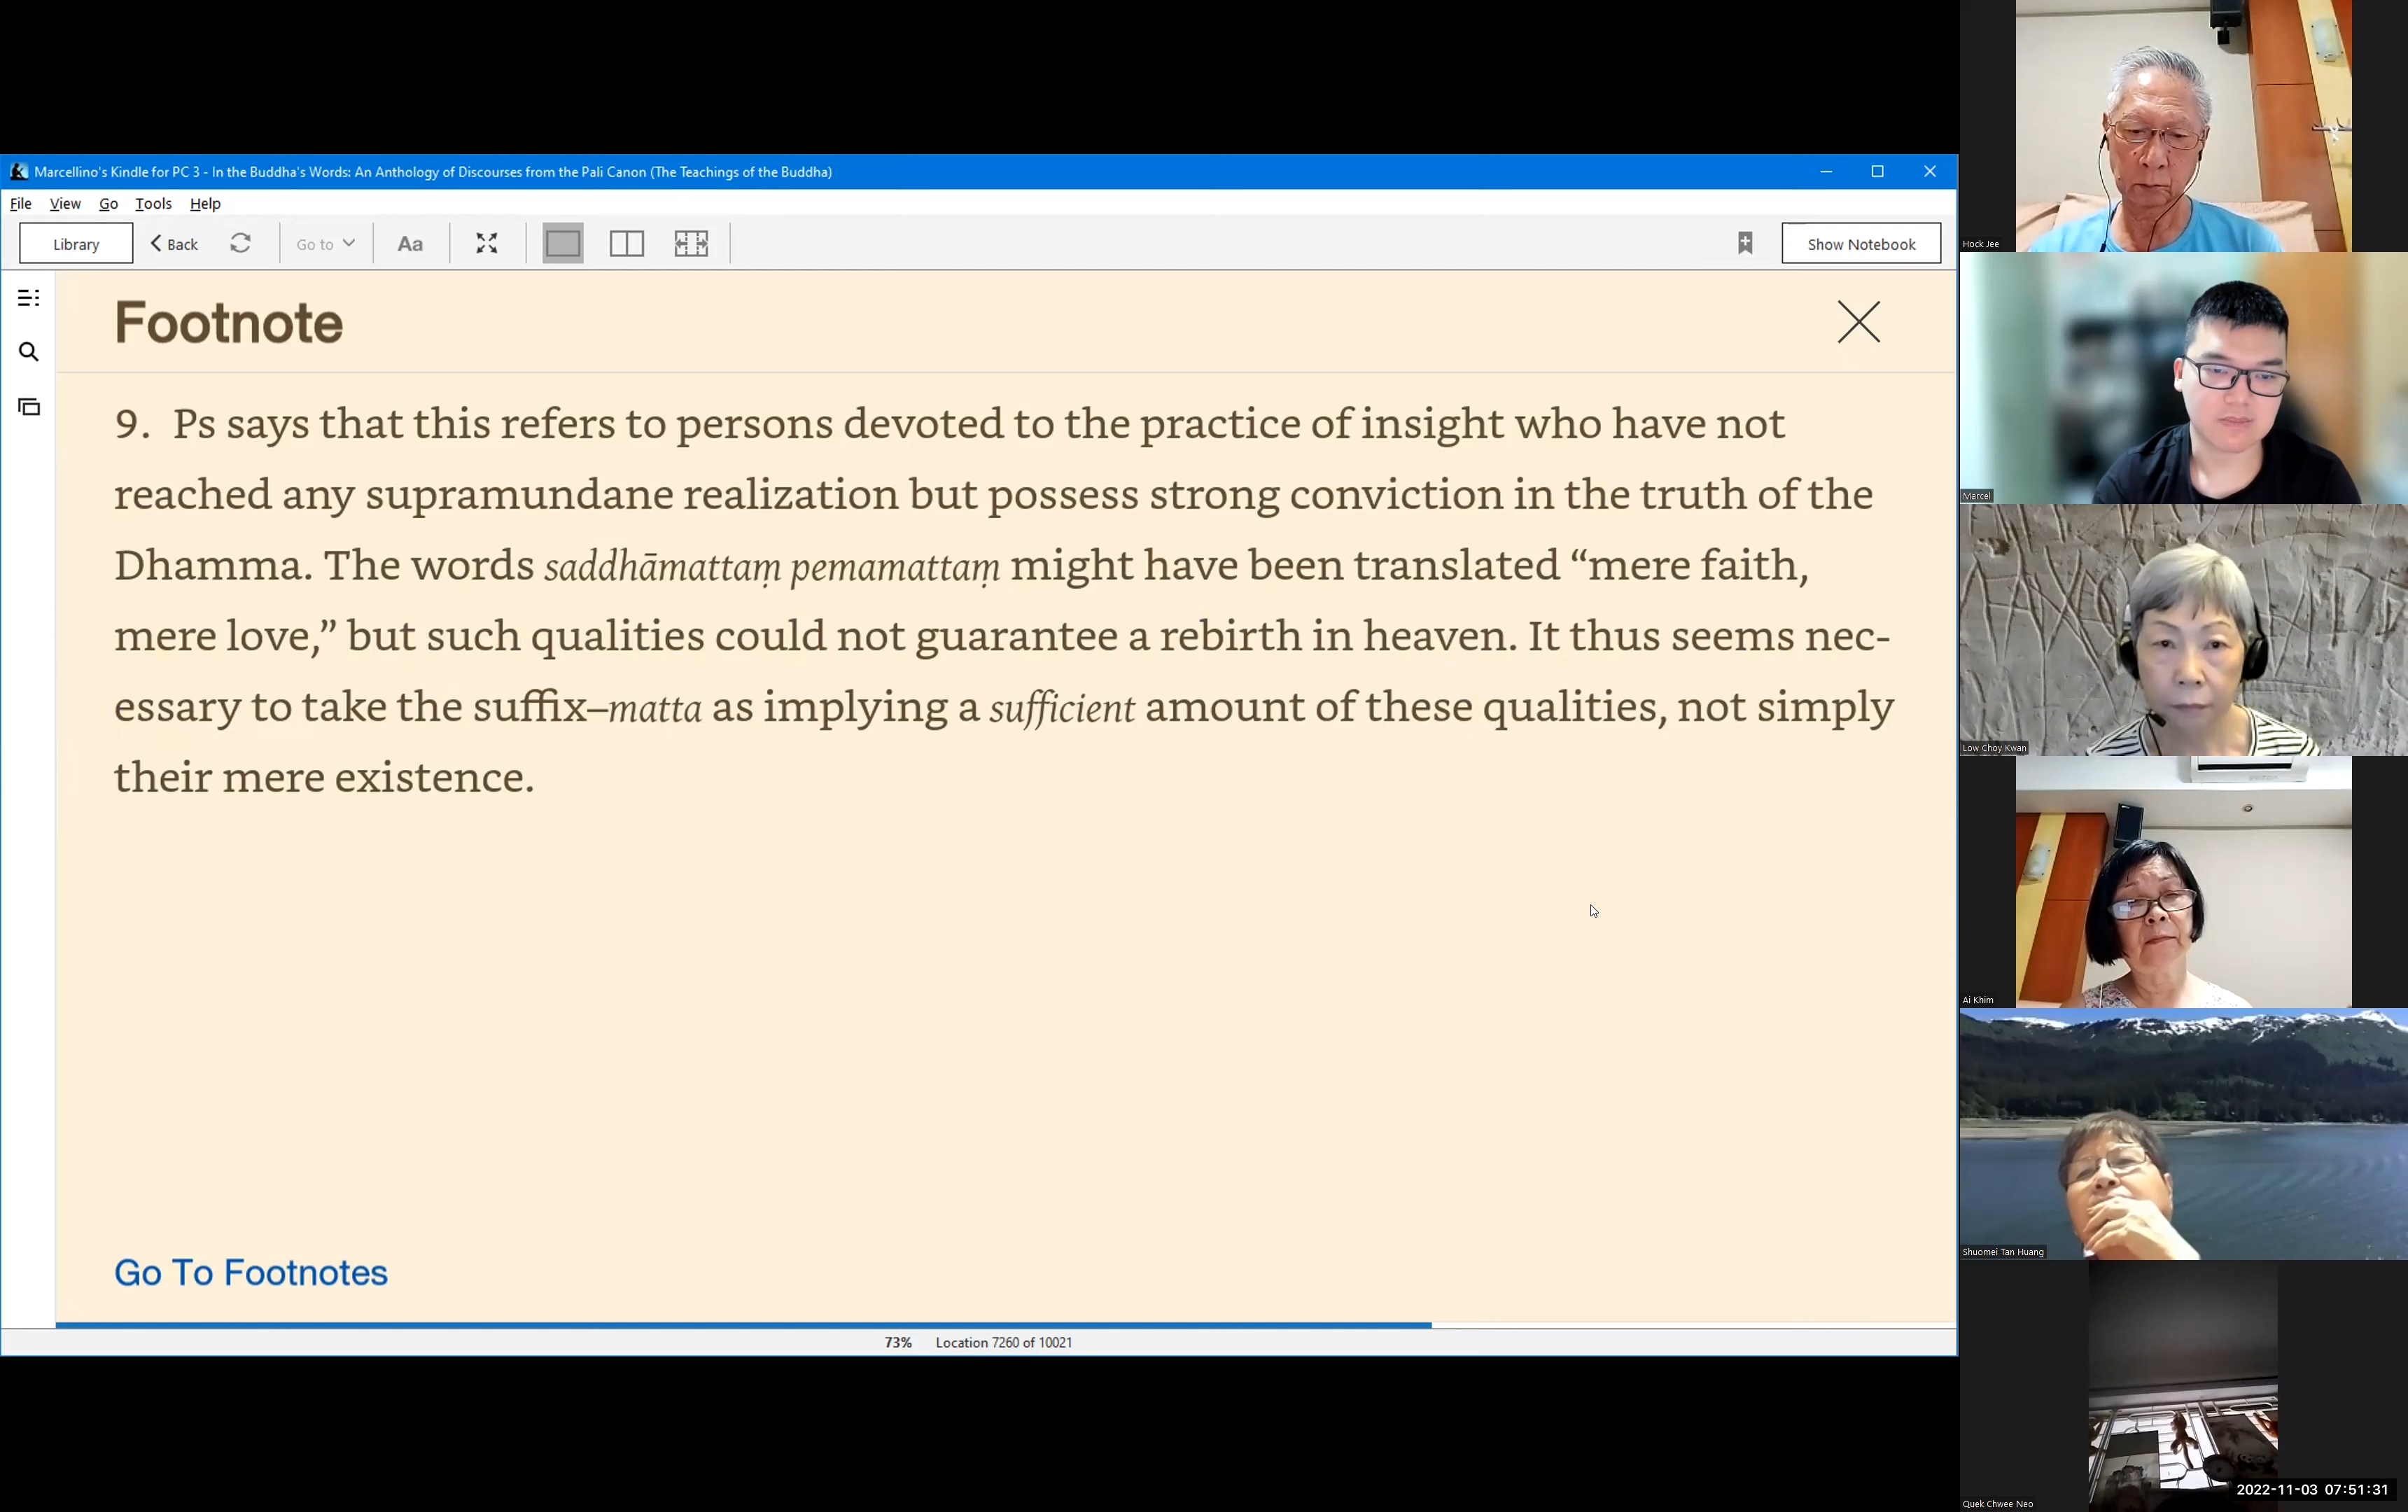 Marcellino's Kindle for PC 3 - In the Buddha's Words: An Anthology of Discourses from the Pali Canon (The Teachings of the Buddha)
File View Go Tools Help
Library Back Go to Aa Show Notebook
Footnote
9. Ps says that this refers to persons devoted to the practice of insight who have not
reached any supramundane realization but possess strong conviction in the truth of the
Dhamma. The words saddhāmattaṃ pemamattaṃ might have been translated “mere faith,
mere love,” but such qualities could not guarantee a rebirth in heaven. It thus seems nec-
essary to take the suffix–matta as implying a sufficient amount of these qualities, not simply
their mere existence.
Go To Footnotes
73% Location 7260 of 10021
Hock Jee
Marcel
Low Choy Kwan
Ai Khim
Shuomei Tan Huang
Quek Chwee Neo
2022-11-03 07:51:31